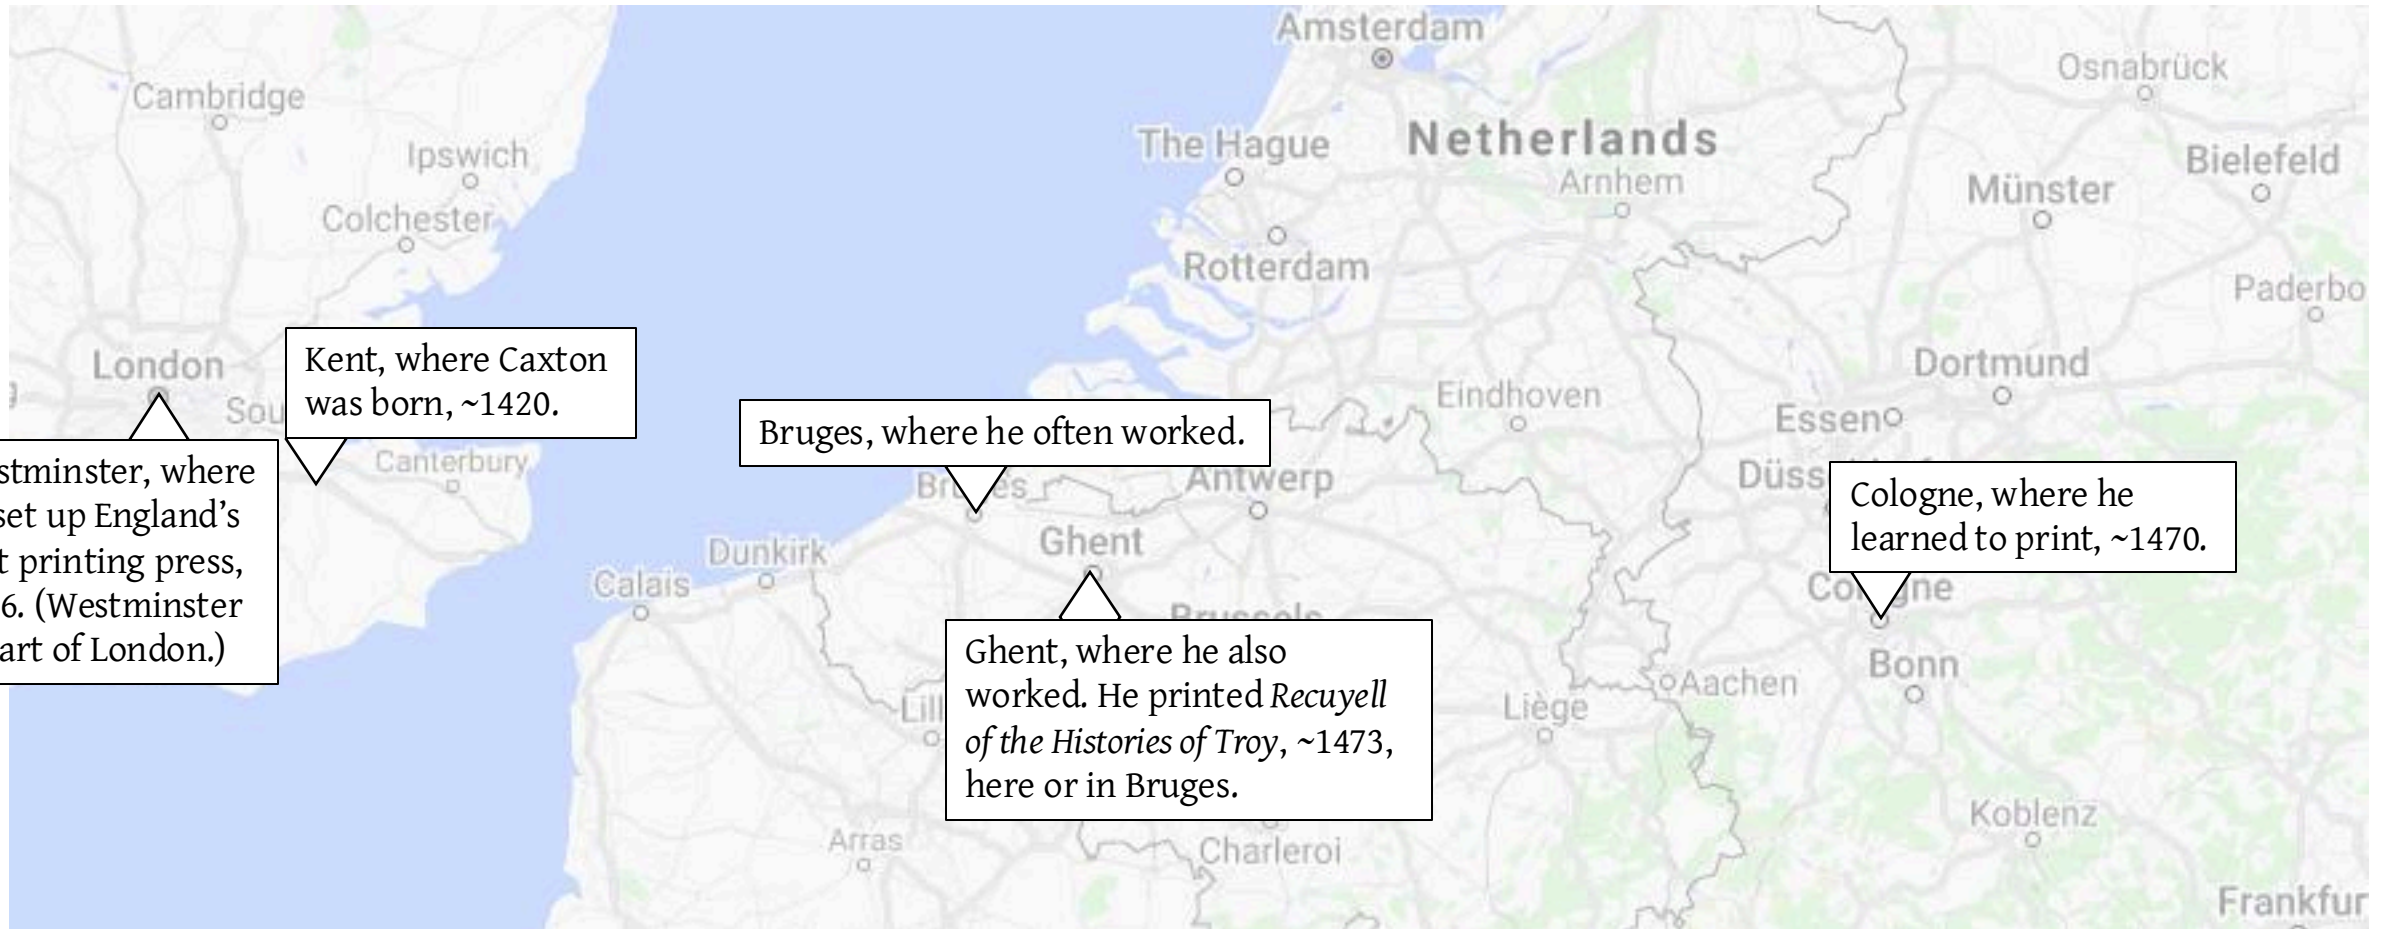 Amsterdam
Osnabrück
Cambridge
The Hague
Netherlands
Ipswich
Arnhem
Bielefeld
Münster
Colchester
Rotterdam
Paderbo
London
Kent, where Caxton
was born, ~1420.
Dortmund
Eindhoven
Essen
Bruges, where he often worked.
Canterbury
stminster, where
set up England’s
t printing press,
6. (Westminster
art of London.)
Antwerp
Cologne, where he
learned to print, ~1470.
Ghent
Dunkirk
Calais
Brussels
Ghent, where he also
worked. He printed Recuyell
of the Histories of Troy, ~1473,
here or in Bruges.
Bonn
Aachen
Liège
Koblenz
Arras
Charleroi
Frankfur